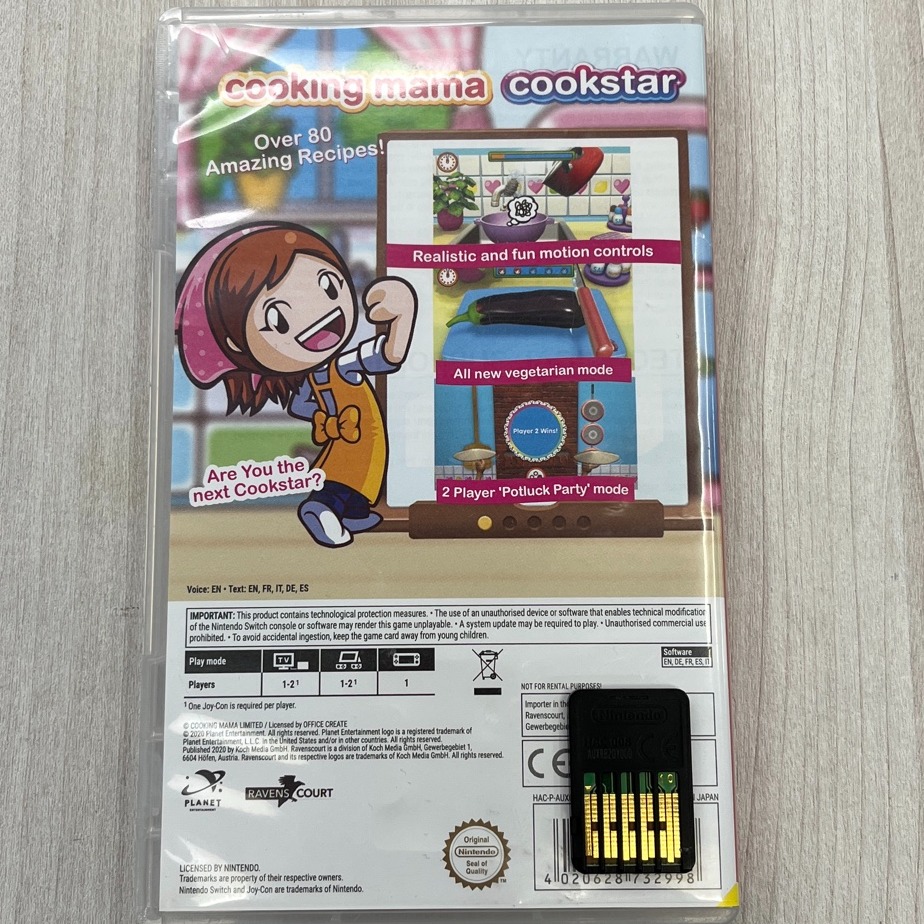 cooking mama cookstar
Over 80
Amazing Recipes!
Realistic and fun motion controls
All new vegetarian mode
Player 2 Wins!
2 Player 'Potluck Party' mode
Are You the
next Cookstar?
Voice: EN • Text: EN, FR, IT, DE, ES
IMPORTANT: This product contains technological protection measures. • The use of an unauthorised device or software that enables technical modification
of the Nintendo Switch console or software may render this game unplayable. • A system update may be required to play. • Unauthorised commercial use
prohibited. • To avoid accidental ingestion, keep the game card away from young children.
Play mode TV
Players 1-2¹ 1-2¹ 1
Software
EN, DE, FR, ES, IT
¹ One Joy-Con is required per player.
NOT FOR RENTAL PURPOSES!
Importer in the
Ravenscourt,
Gewerbegebiet
© COOKING MAMA LIMITED / Licensed by OFFICE CREATE
© 2020 Planet Entertainment. All rights reserved. Planet Entertainment logo is a registered trademark of
Planet Entertainment, L.L.C. in the United States and/or in other countries. All rights reserved.
Published 2020 by Koch Media GmbH. Ravenscourt is a division of Koch Media GmbH, Gewerbegebiet 1,
6604 Höfen, Austria. Ravenscourt and its respective logos are trademarks of Koch Media GmbH. All rights reserved.
CE
PLANET
ENTERTAINMENT
RAVENSCOURT
HAC-P-AUX JAPAN
Nintendo
Original
Nintendo
Seal of
Quality
TM
4 020628 732998
LICENSED BY NINTENDO.
Trademarks are property of their respective owners.
Nintendo Switch and Joy-Con are trademarks of Nintendo.